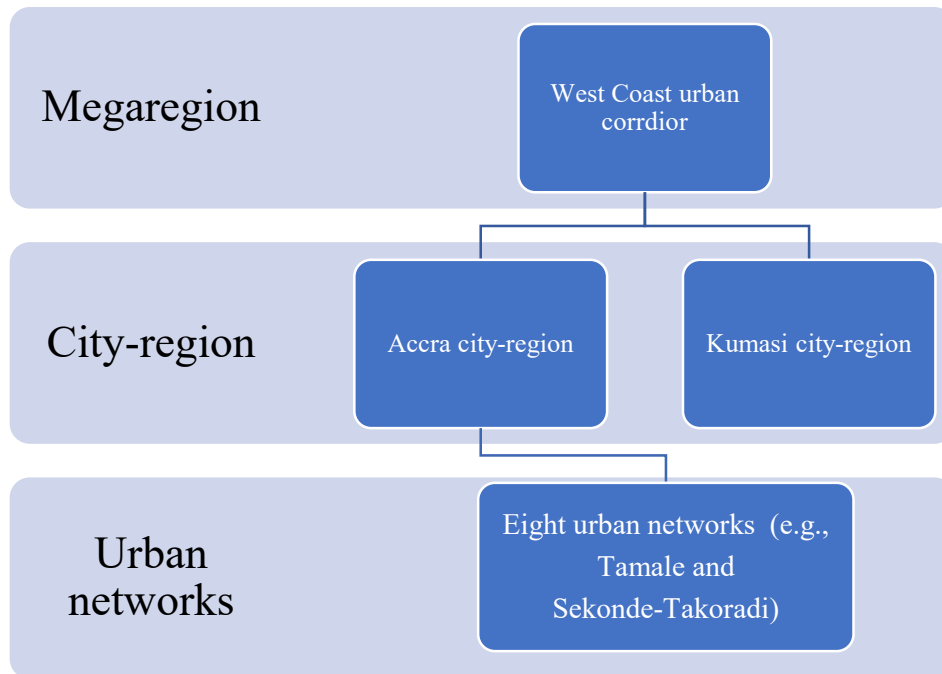 Megaregion
West Coast urban
corrdior
City-region
Accra city-region
Kumasi city-region
Urban
networks
Eight urban networks (e.g.,
Tamale and
Sekonde-Takoradi)